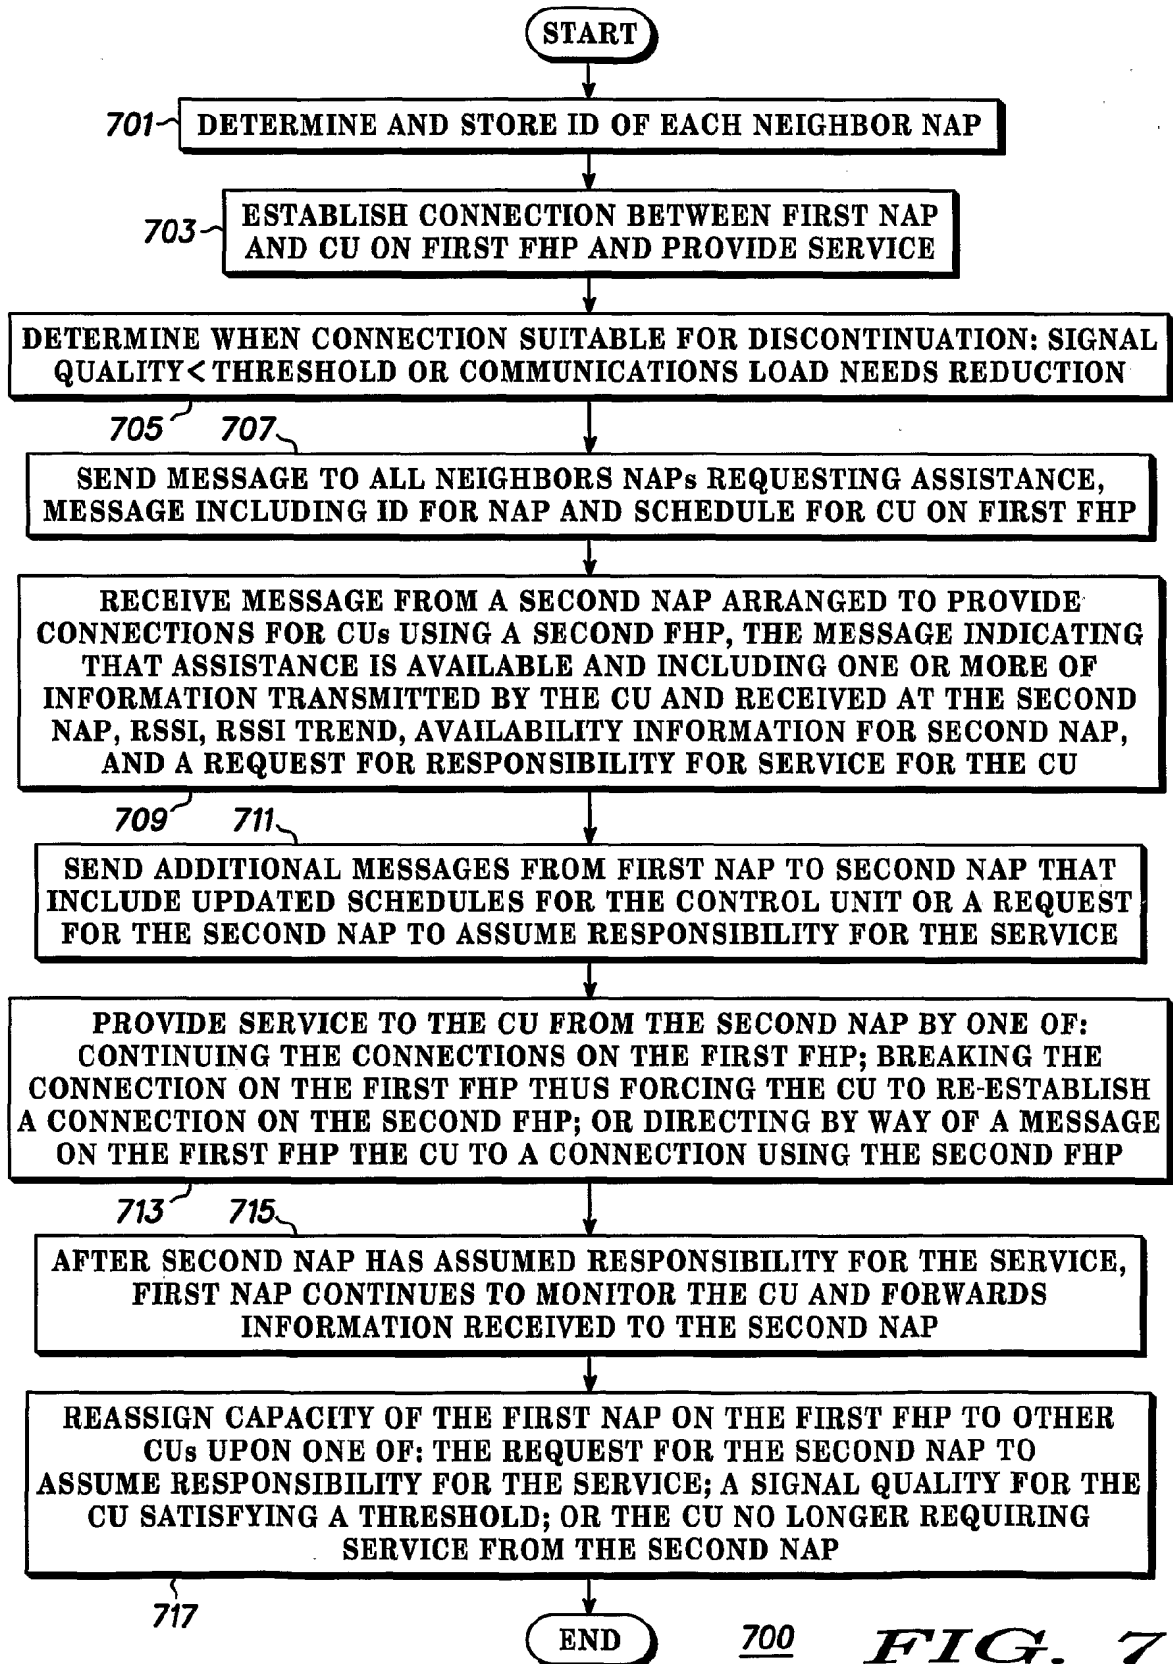 START
701
DETERMINE AND STORE ID OF EACH NEIGHBOR NAP
703
ESTABLISH CONNECTION BETWEEN FIRST NAP
AND CU ON FIRST FHP AND PROVIDE SERVICE
DETERMINE WHEN CONNECTION SUITABLE FOR DISCONTINUATION: SIGNAL
QUALITY< THRESHOLD OR COMMUNICATIONS LOAD NEEDS REDUCTION
705
707
SEND MESSAGE TO ALL NEIGHBORS NAPs REQUESTING ASSISTANCE,
MESSAGE INCLUDING ID FOR NAP AND SCHEDULE FOR CU ON FIRST FHP
RECEIVE MESSAGE FROM A SECOND NAP ARRANGED TO PROVIDE
CONNECTIONS FOR CUs USING A SECOND FHP, THE MESSAGE INDICATING
THAT ASSISTANCE IS AVAILABLE AND INCLUDING ONE OR MORE OF
INFORMATION TRANSMITTED BY THE CU AND RECEIVED AT THE SECOND
NAP, RSSI, RSSI TREND, AVAILABILITY INFORMATION FOR SECOND NAP,
AND A REQUEST FOR RESPONSIBILITY FOR SERVICE FOR THE CU
709
711
SEND ADDITIONAL MESSAGES FROM FIRST NAP TO SECOND NAP THAT
INCLUDE UPDATED SCHEDULES FOR THE CONTROL UNIT OR A REQUEST
FOR THE SECOND NAP TO ASSUME RESPONSIBILITY FOR THE SERVICE
PROVIDE SERVICE TO THE CU FROM THE SECOND NAP BY ONE OF:
CONTINUING THE CONNECTIONS ON THE FIRST FHP; BREAKING THE
CONNECTION ON THE FIRST FHP THUS FORCING THE CU TO RE-ESTABLISH
A CONNECTION ON THE SECOND FHP; OR DIRECTING BY WAY OF A MESSAGE
ON THE FIRST FHP THE CU TO A CONNECTION USING THE SECOND FHP
713
715
AFTER SECOND NAP HAS ASSUMED RESPONSIBILITY FOR THE SERVICE,
FIRST NAP CONTINUES TO MONITOR THE CU AND FORWARDS
INFORMATION RECEIVED TO THE SECOND NAP
REASSIGN CAPACITY OF THE FIRST NAP ON THE FIRST FHP TO OTHER
CUs UPON ONE OF: THE REQUEST FOR THE SECOND NAP TO
ASSUME RESPONSIBILITY FOR THE SERVICE; A SIGNAL QUALITY FOR THE
CU SATISFYING A THRESHOLD; OR THE CU NO LONGER REQUIRING
SERVICE FROM THE SECOND NAP
717
END
700
FIG. 7